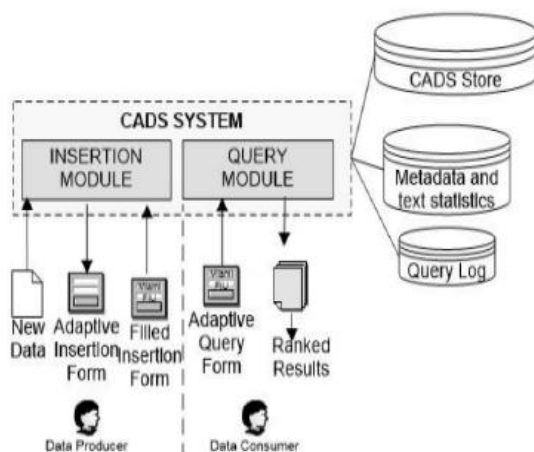 CADS Store
CADS SYSTEM
INSERTION
MODULE
QUERY
MODULE
Metadata and
text statistics
Query Log
New
Data
Adaptive
Insertion
Form
Filled
Insertion
Form
Adaptive
Query
Form
Ranked
Results
Data Producer
Data Consumer